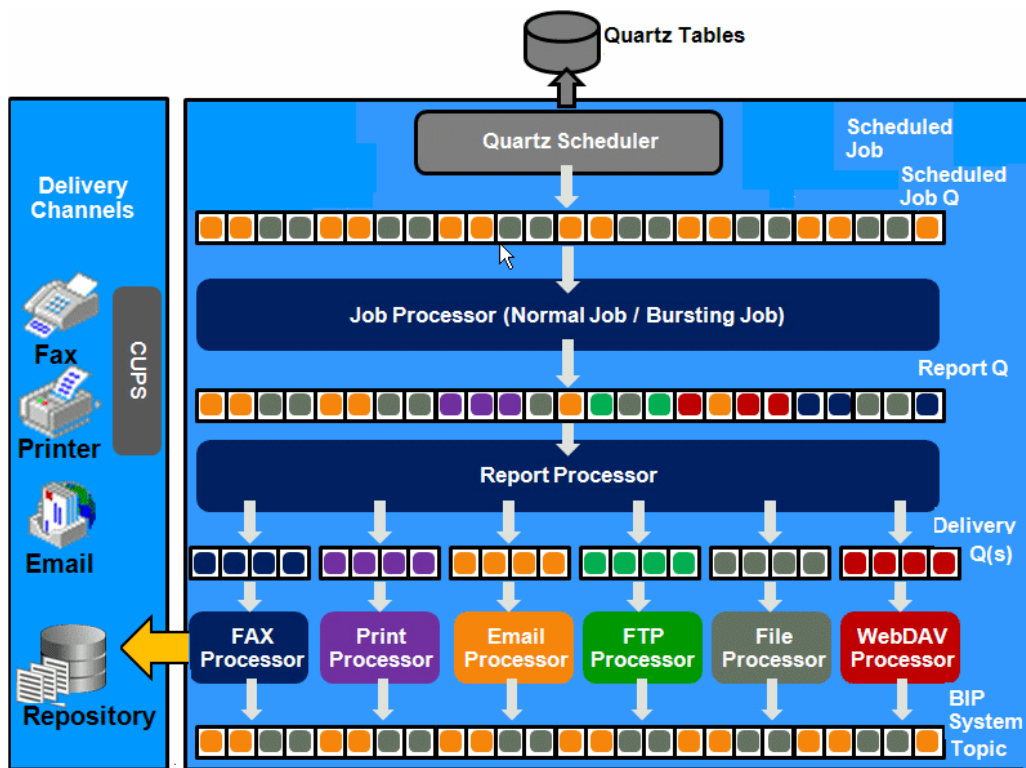 Quartz Tables
Quartz Scheduler
Scheduled
Job
Scheduled
Job Q
Delivery
Channels
Job Processor (Normal Job / Bursting Job)
Fax
CUPS
Report Q
Printer
Report Processor
Delivery
Q(s)
Email
FAX
Processor
Print
Processor
Email
Processor
FTP
Processor
File
Processor
WebDAV
Processor
Repository
BIP
System
Topic